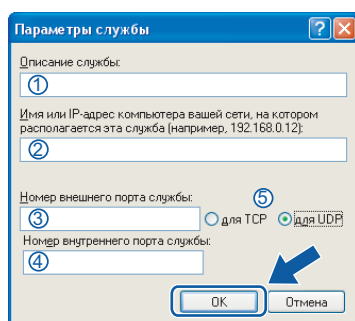 Параметры службы
Описание службы:
①
Имя или IP-адрес компьютера вашей сети, на котором
располагается эта служба (например, 192.168.0.12):
②
Номер внешнего порта службы:
⑤
③
для TCP
для UDP
Номер внутреннего порта службы:
④
OK
Отмена